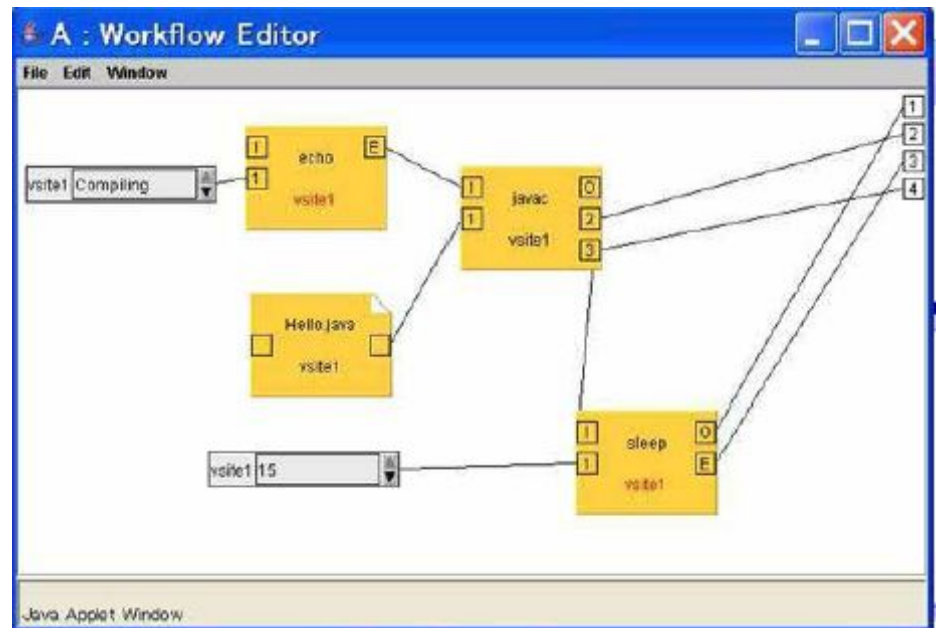 A : Workflow Editor
File Edit Window
1
2
3
4
I
echo
E
1
vsite1
vsite1 Compiling
I
javac
O
1
2
vsite1
3
Hello.java
vsite1
I
sleep
O
1
E
vsite1
vsite1 15
Java Applet Window